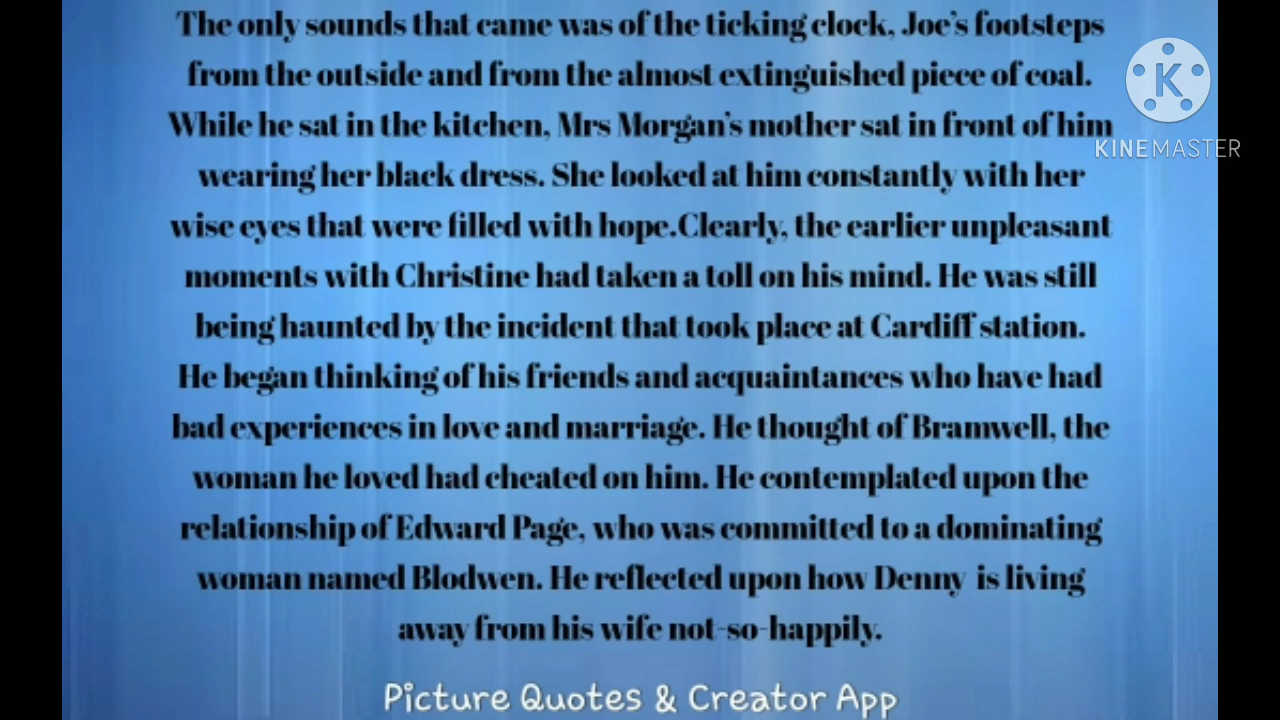 The only sounds that came was of the ticking clock, Joe's footsteps
from the outside and from the almost extinguished piece of coal.
While he sat in the kitchen, Mrs Morgan's mother sat in front of him
wearing her black dress. She looked at him constantly with her
wise eyes that were filled with hope.Clearly, the earlier unpleasant
moments with Christine had taken a toll on his mind. He was still
being haunted by the incident that took place at Cardiff station.
He began thinking of his friends and acquaintances who have had
bad experiences in love and marriage. He thought of Bramwell, the
woman he loved had cheated on him. He contemplated upon the
relationship of Edward Page, who was committed to a dominating
woman named Blodwen. He reflected upon how Denny is living
away from his wife not-so-happily.
Picture Quotes & Creator App
K
KINEMASTER